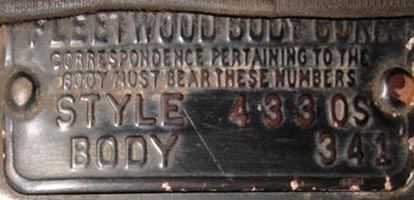 FLEETWOOD BODY CORP.
CORRESPONDENCE PERTAINING TO THE
BODY MUST BEAR THESE NUMBERS
STYLE 4330S
BODY 341